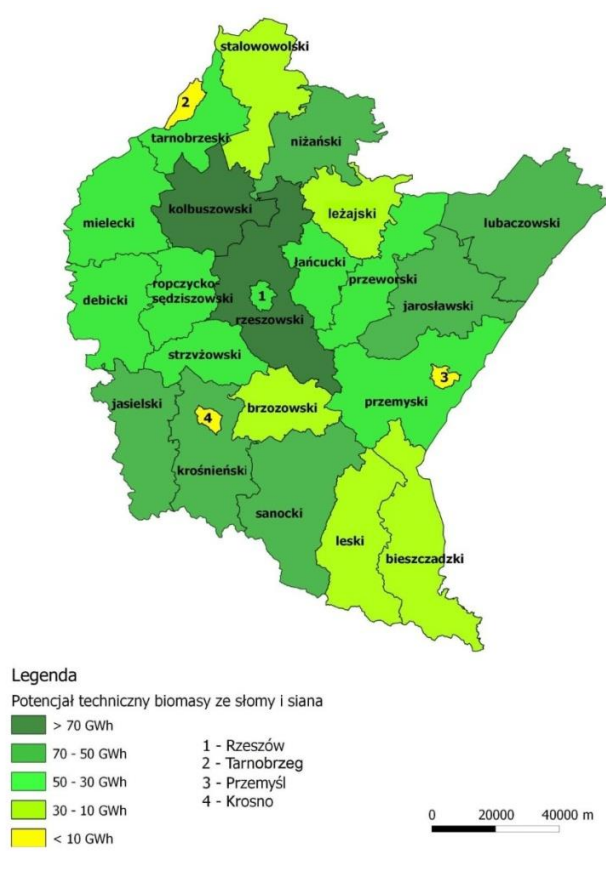 stalowowolski
2
tarnobrzeski
niżański
kolbuszowski
leżajski
mielecki
lubaczowski
łańcucki
ropczycko-
przeworski
debicki
sędziszowski
1
jarosławski
rzeszowski
strzyżowski
3
jasielski
brzozowski
przemyski
4
krośnieński
sanocki
leski
bieszczadzki
Legenda
Potencjał techniczny biomasy ze słomy i siana
> 70 GWh
70 - 50 GWh
50 - 30 GWh
30 - 10 GWh
< 10 GWh
1 - Rzeszów
2 - Tarnobrzeg
3 - Przemyśl
4 - Krosno
0 20000 40000 m